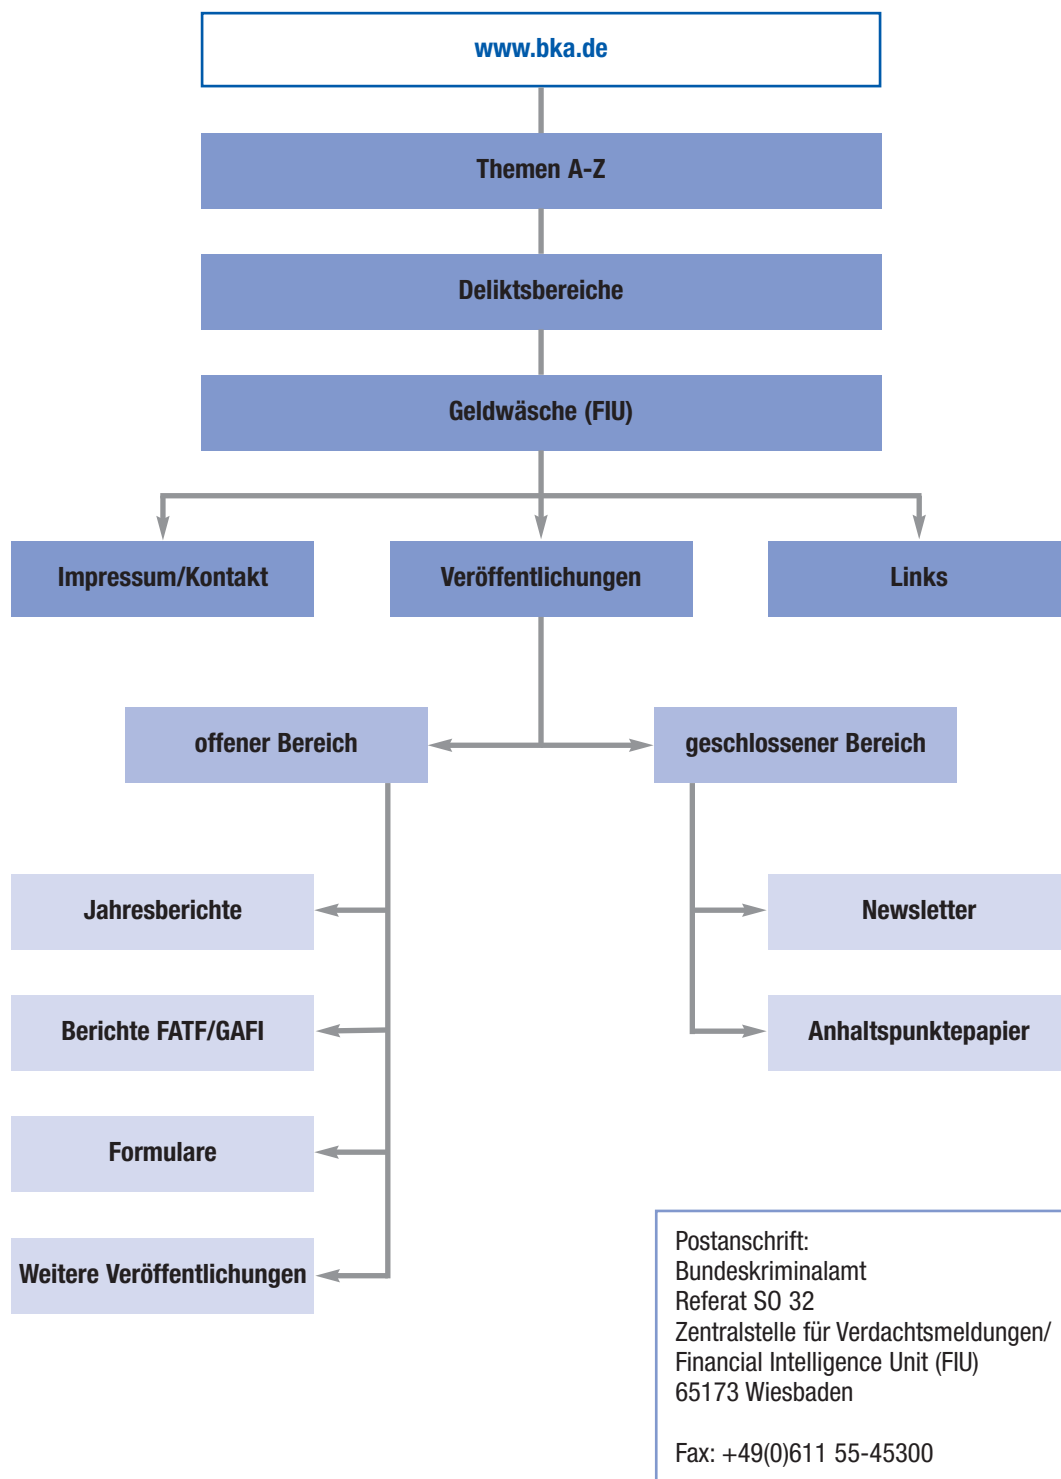 www.bka.de
Themen A-Z
Deliktsbereiche
Geldwäsche (FIU)
Impressum/Kontakt
Veröffentlichungen
Links
offener Bereich
geschlossener Bereich
Jahresberichte
Newsletter
Berichte FATF/GAFI
Anhaltspunktepapier
Formulare
Weitere Veröffentlichungen
Postanschrift:
Bundeskriminalamt
Referat SO 32
Zentralstelle für Verdachtsmeldungen/
Financial Intelligence Unit (FIU)
65173 Wiesbaden
Fax: +49(0)611 55-45300